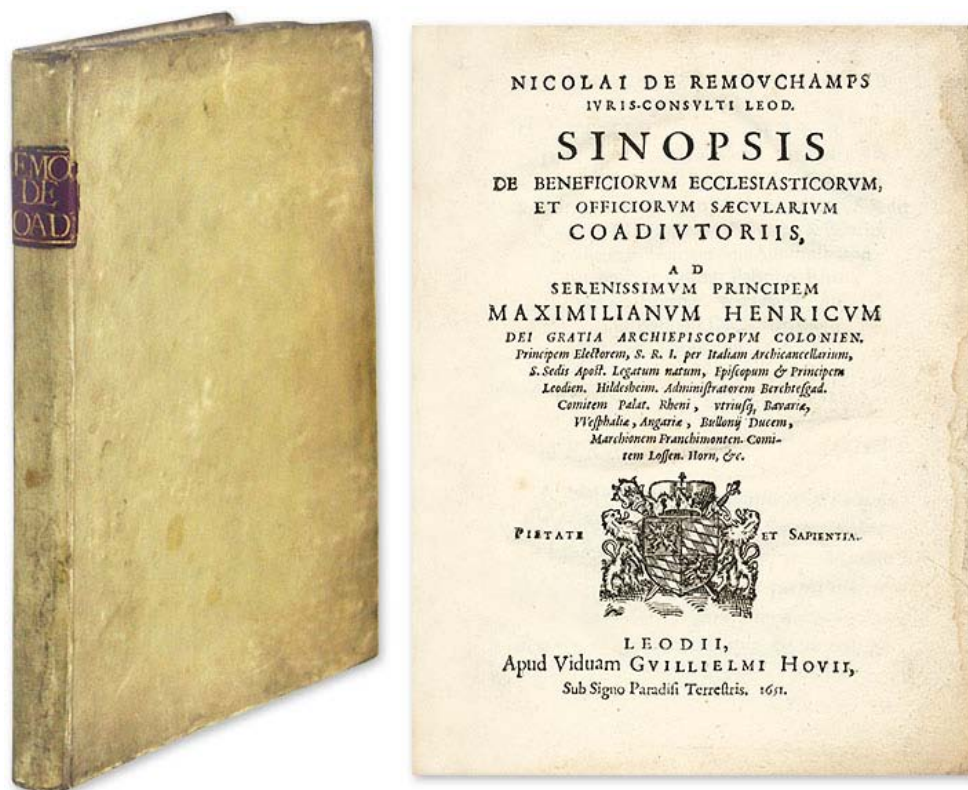 EMO
DE
OAD
NICOLAI DE REMOVCHAMPS
IVRIS-CONSVLTI LEOD.
SINOPSIS
DE BENEFICIORVM ECCLESIASTICORVM,
ET OFFICIORVM SÆCVLARIVM
COADIVTORIIS,
AD
SERENISSIMVM PRINCIPEM
MAXIMILIANVM HENRICVM
DEI GRATIA ARCHIEPISCOPVM COLONIEN.
Principem Electorem, S. R. I. per Italiam Archicancellarium,
S. Sedis Apoſt. Legatum natum, Epiſcopum & Principem
Leodien. Hildesheim. Adminiſtratorem Berchteſgad.
Comitem Palat. Rheni, vtriuſq, Bavariæ,
VVeſphaliæ, Angariæ, Bullonij Ducem,
Marchionem Franchimonten. Comi-
tem Loſſen. Horn, &c.
PIETATE ET SAPIENTIA.
LEODII,
Apud Viduam GVILLIELMI HOVII,
Sub Signo Paradiſi Terreſtris. 1651.